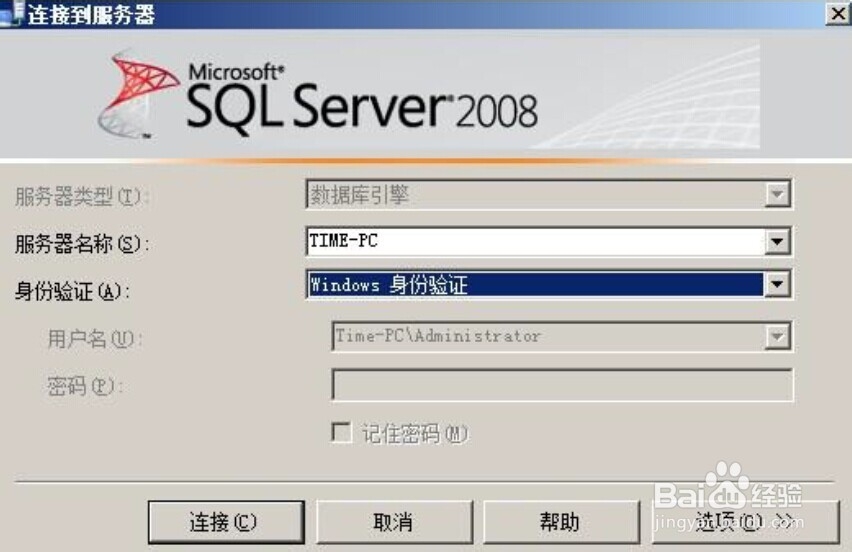 连接到服务器
Microsoft®
SQL Server® 2008
服务器类型(T):
数据库引擎
服务器名称(S):
TIME-PC
身份验证(A):
Windows 身份验证
用户名(U):
Time-PC\Administrator
密码(P):
记住密码(M)
连接(C)
取消
帮助
选项(O) >>
Baidu经验
jingyan.baidu.com